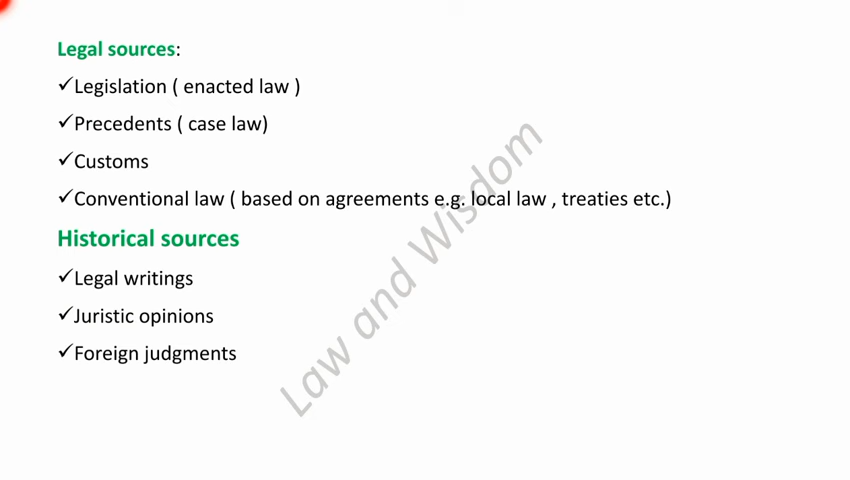 Legal sources:
✓Legislation ( enacted law )
✓Precedents ( case law)
✓Customs
✓Conventional law ( based on agreements e.g. local law , treaties etc.)
Historical sources
✓Legal writings
✓Juristic opinions
✓Foreign judgments
Law and Wisdom